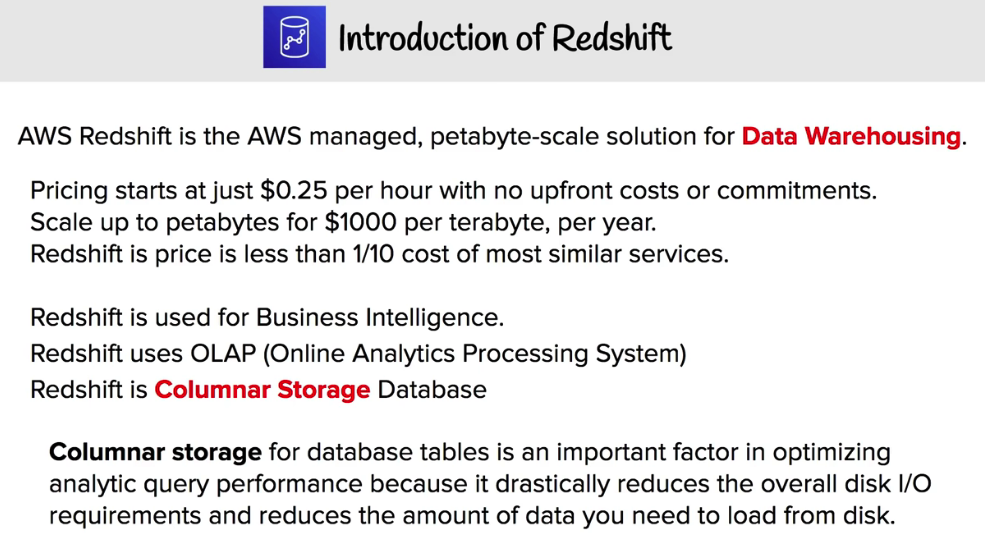 Introduction of Redshift
AWS Redshift is the AWS managed, petabyte-scale solution for Data Warehousing.
Pricing starts at just $0.25 per hour with no upfront costs or commitments.
Scale up to petabytes for $1000 per terabyte, per year.
Redshift is price is less than 1/10 cost of most similar services.
Redshift is used for Business Intelligence.
Redshift uses OLAP (Online Analytics Processing System)
Redshift is Columnar Storage Database
Columnar storage for database tables is an important factor in optimizing
analytic query performance because it drastically reduces the overall disk I/O
requirements and reduces the amount of data you need to load from disk.